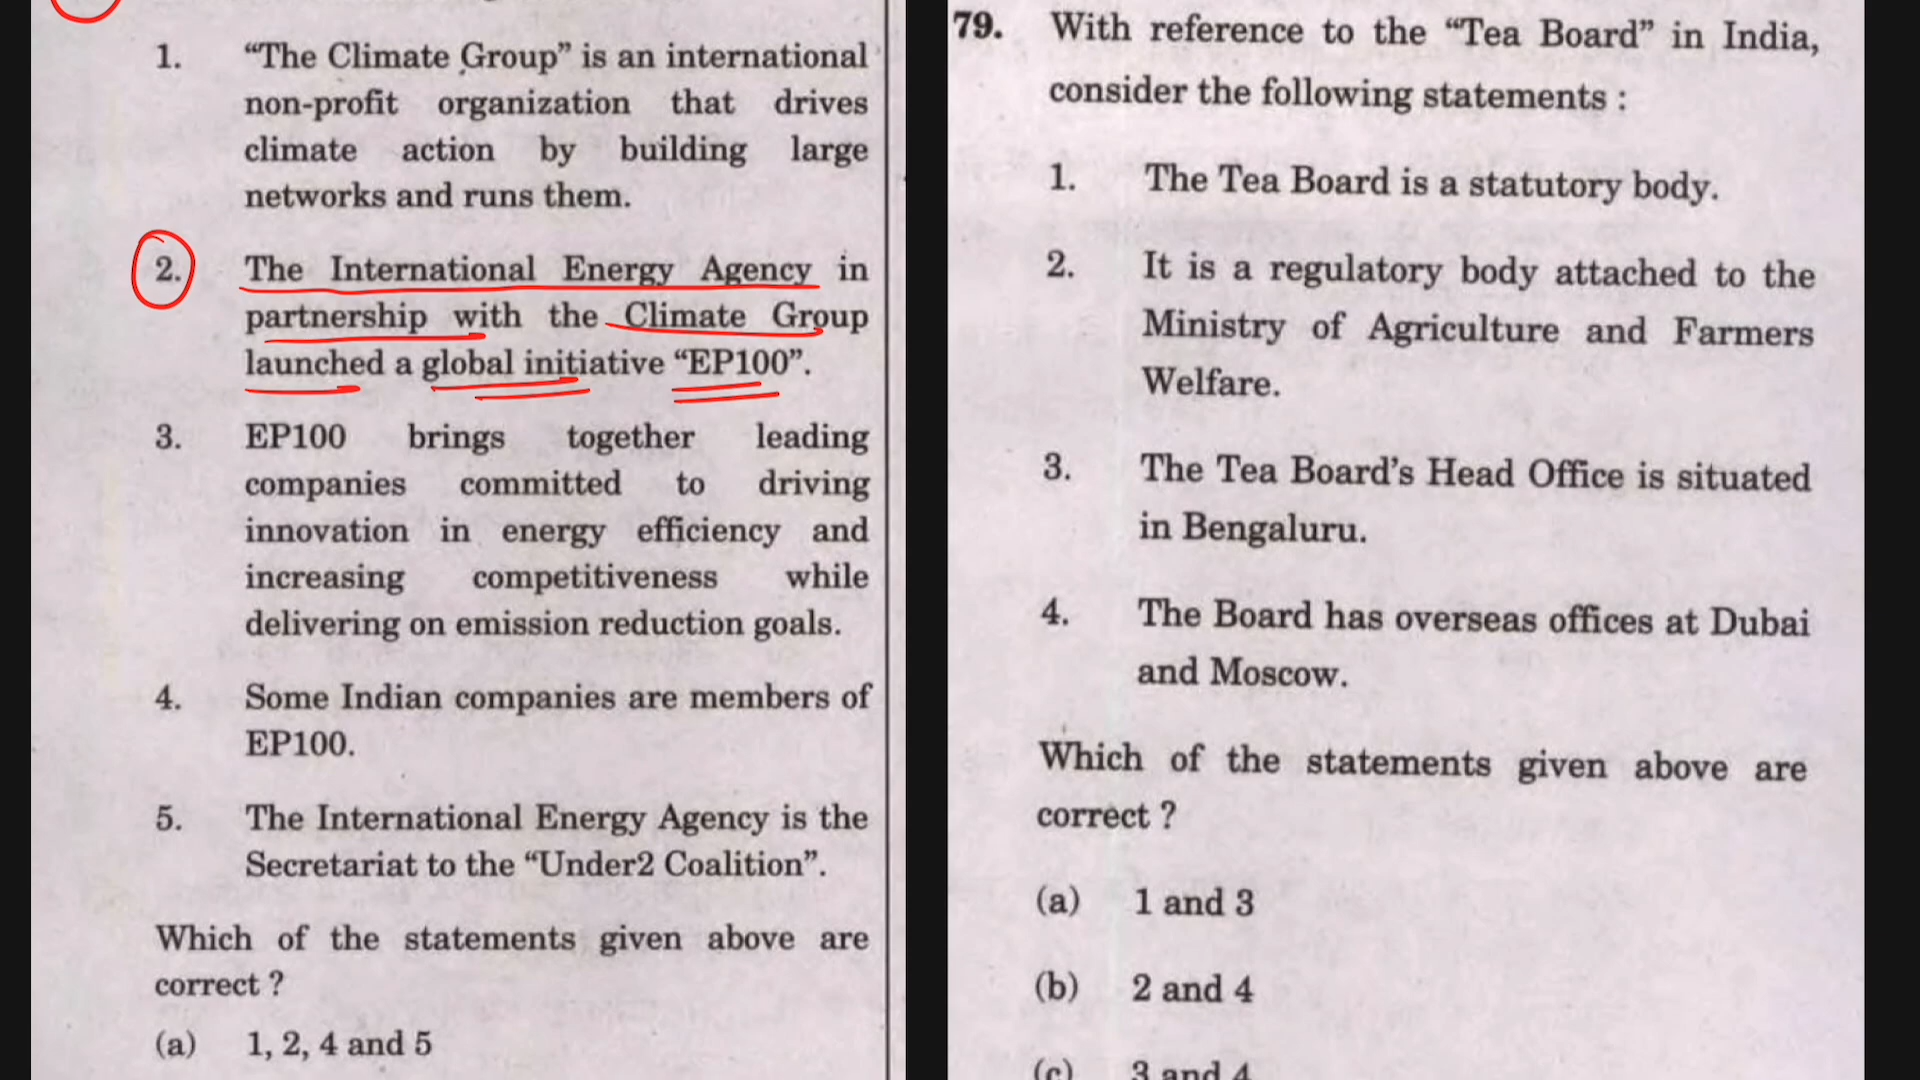 1. “The Climate Group” is an international
non-profit organization that drives
climate action by building large
networks and runs them.
2. The International Energy Agency in
partnership with the Climate Group
launched a global initiative “EP100”.
3. EP100 brings together leading
companies committed to driving
innovation in energy efficiency and
increasing competitiveness while
delivering on emission reduction goals.
4. Some Indian companies are members of
EP100.
5. The International Energy Agency is the
Secretariat to the “Under2 Coalition”.
Which of the statements given above are
correct ?
(a) 1, 2, 4 and 5
79. With reference to the “Tea Board” in India,
consider the following statements :
1. The Tea Board is a statutory body.
2. It is a regulatory body attached to the
Ministry of Agriculture and Farmers
Welfare.
3. The Tea Board’s Head Office is situated
in Bengaluru.
4. The Board has overseas offices at Dubai
and Moscow.
Which of the statements given above are
correct ?
(a) 1 and 3
(b) 2 and 4
(c) 3 and 4